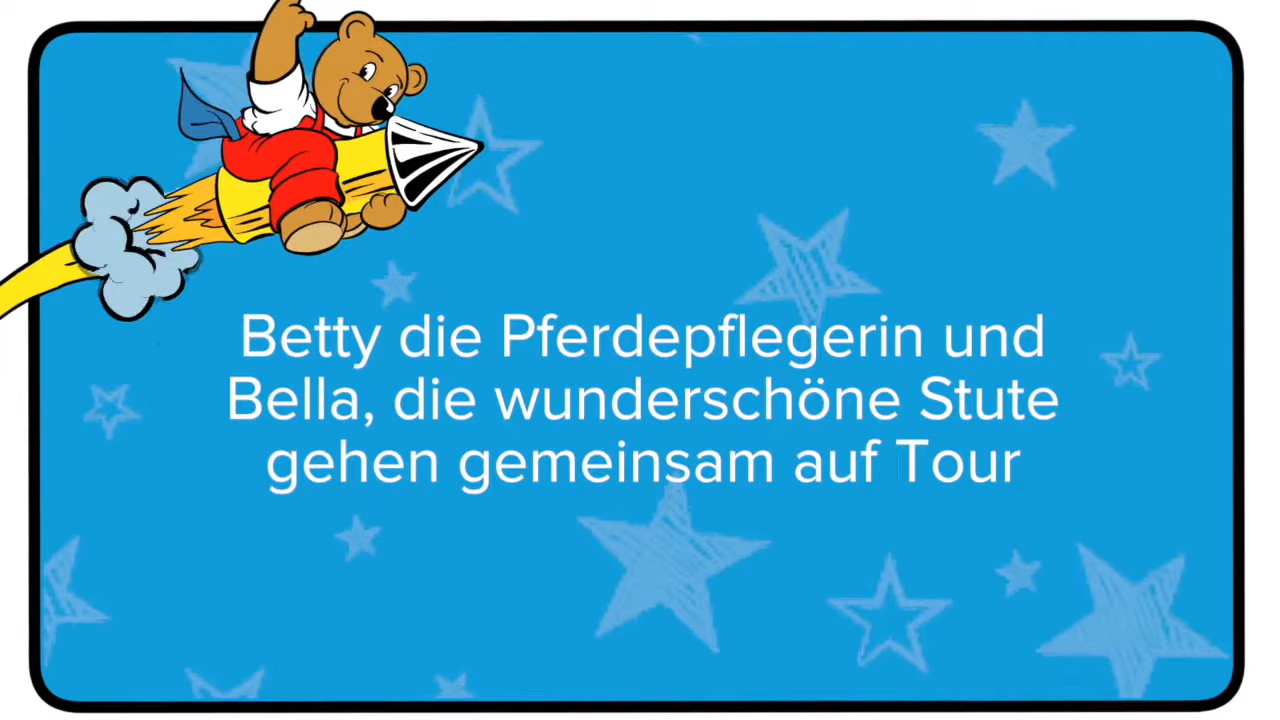 Betty die Pferdepflegerin und
Bella, die wunderschöne Stute
gehen gemeinsam auf Tour